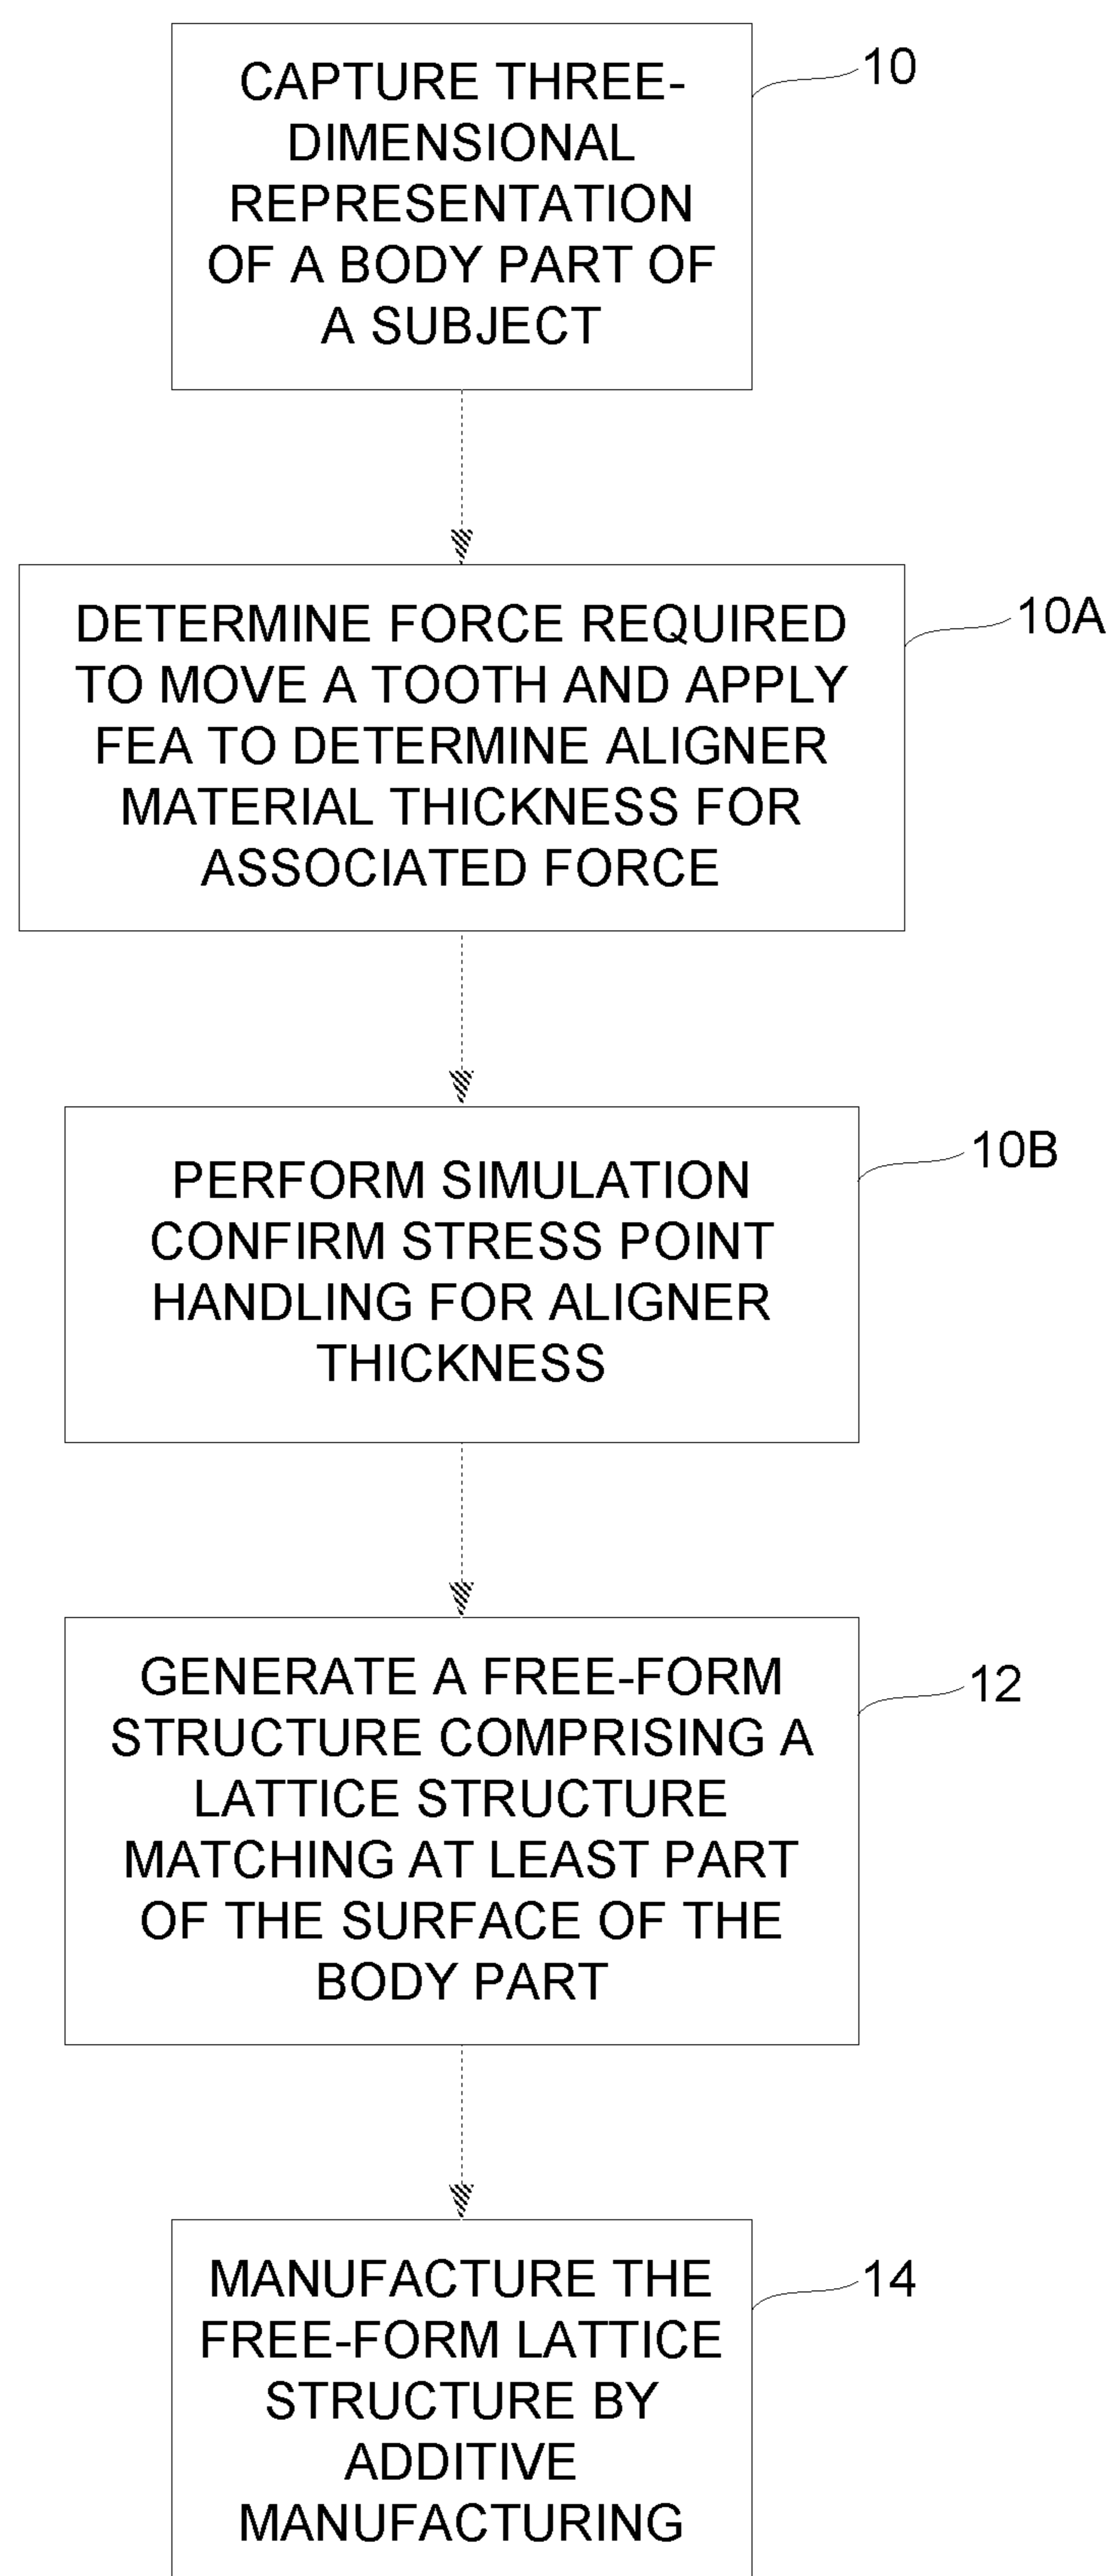 CAPTURE THREE-
DIMENSIONAL
REPRESENTATION
OF A BODY PART OF
A SUBJECT
10
DETERMINE FORCE REQUIRED
TO MOVE A TOOTH AND APPLY
FEA TO DETERMINE ALIGNER
MATERIAL THICKNESS FOR
ASSOCIATED FORCE
10A
PERFORM SIMULATION
CONFIRM STRESS POINT
HANDLING FOR ALIGNER
THICKNESS
10B
GENERATE A FREE-FORM
STRUCTURE COMPRISING A
LATTICE STRUCTURE
MATCHING AT LEAST PART
OF THE SURFACE OF THE
BODY PART
12
MANUFACTURE THE
FREE-FORM LATTICE
STRUCTURE BY
ADDITIVE
MANUFACTURING
14